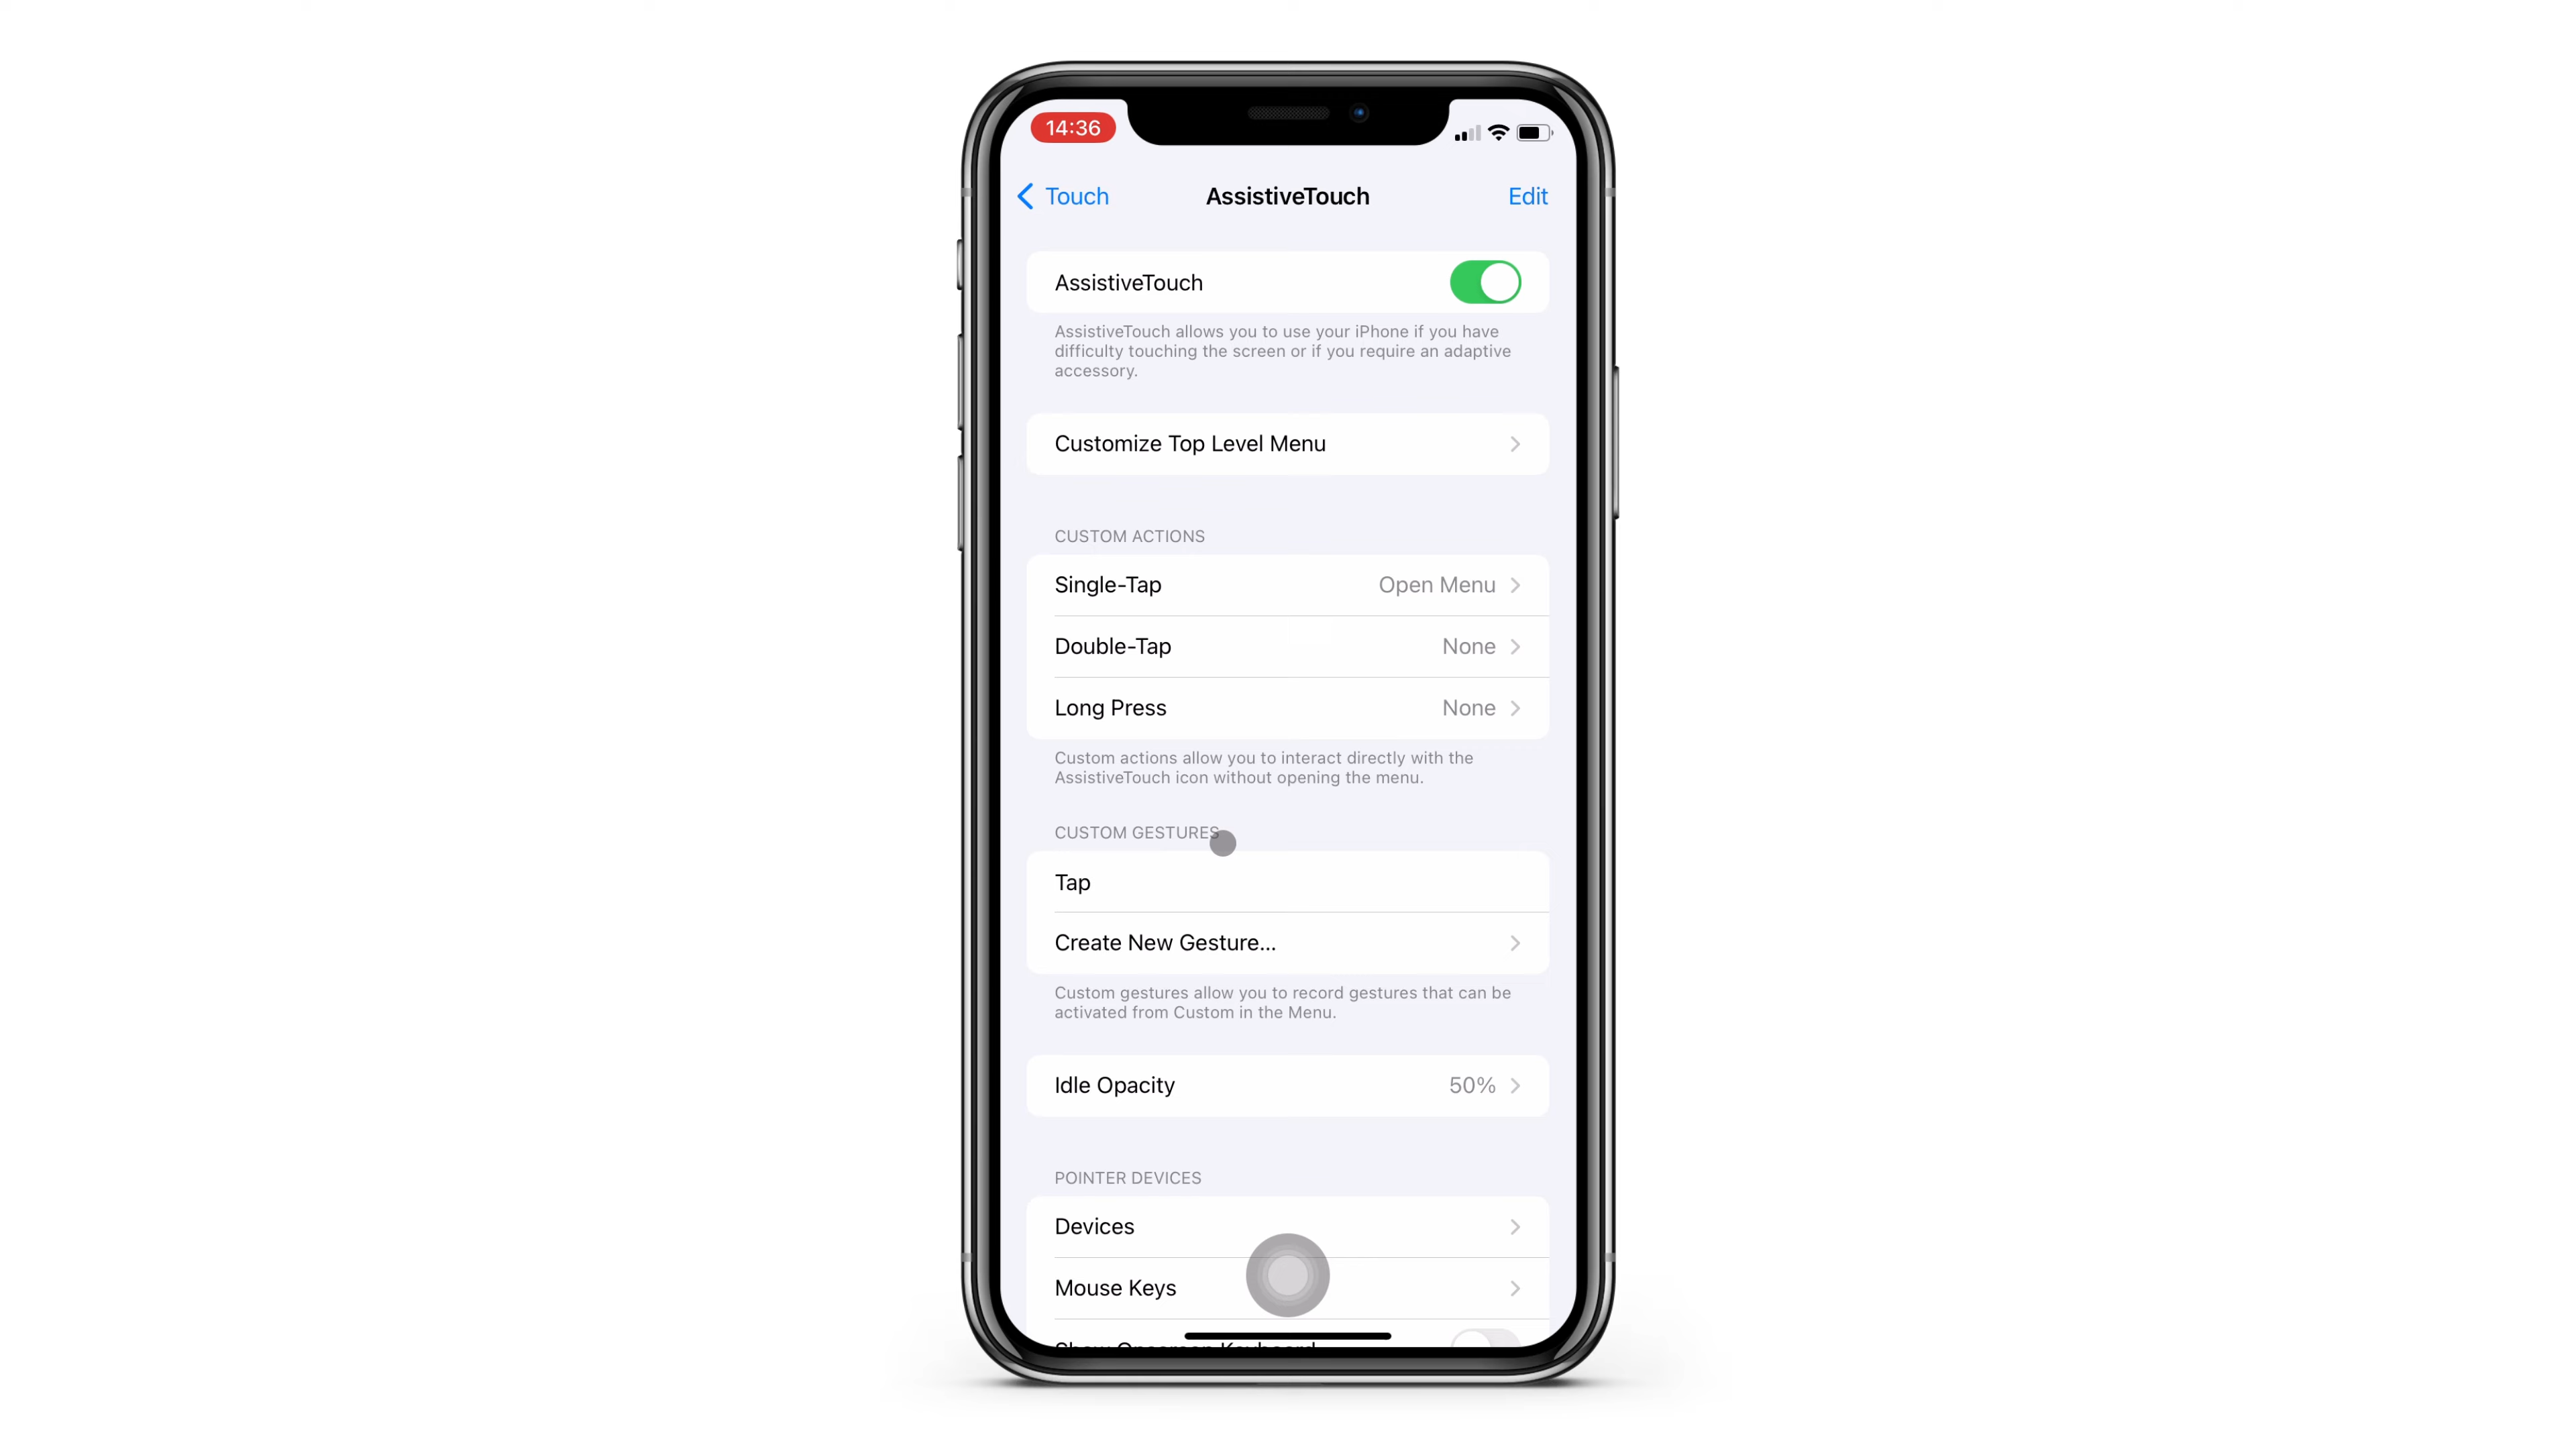 14:36
Touch
AssistiveTouch
Edit
AssistiveTouch
AssistiveTouch allows you to use your iPhone if you have
difficulty touching the screen or if you require an adaptive
accessory.
Customize Top Level Menu
CUSTOM ACTIONS
Single-Tap Open Menu
Double-Tap None
Long Press None
Custom actions allow you to interact directly with the
AssistiveTouch icon without opening the menu.
CUSTOM GESTURES
Tap
Create New Gesture...
Custom gestures allow you to record gestures that can be
activated from Custom in the Menu.
Idle Opacity 50%
POINTER DEVICES
Devices
Mouse Keys
Show Onscreen Keyboard